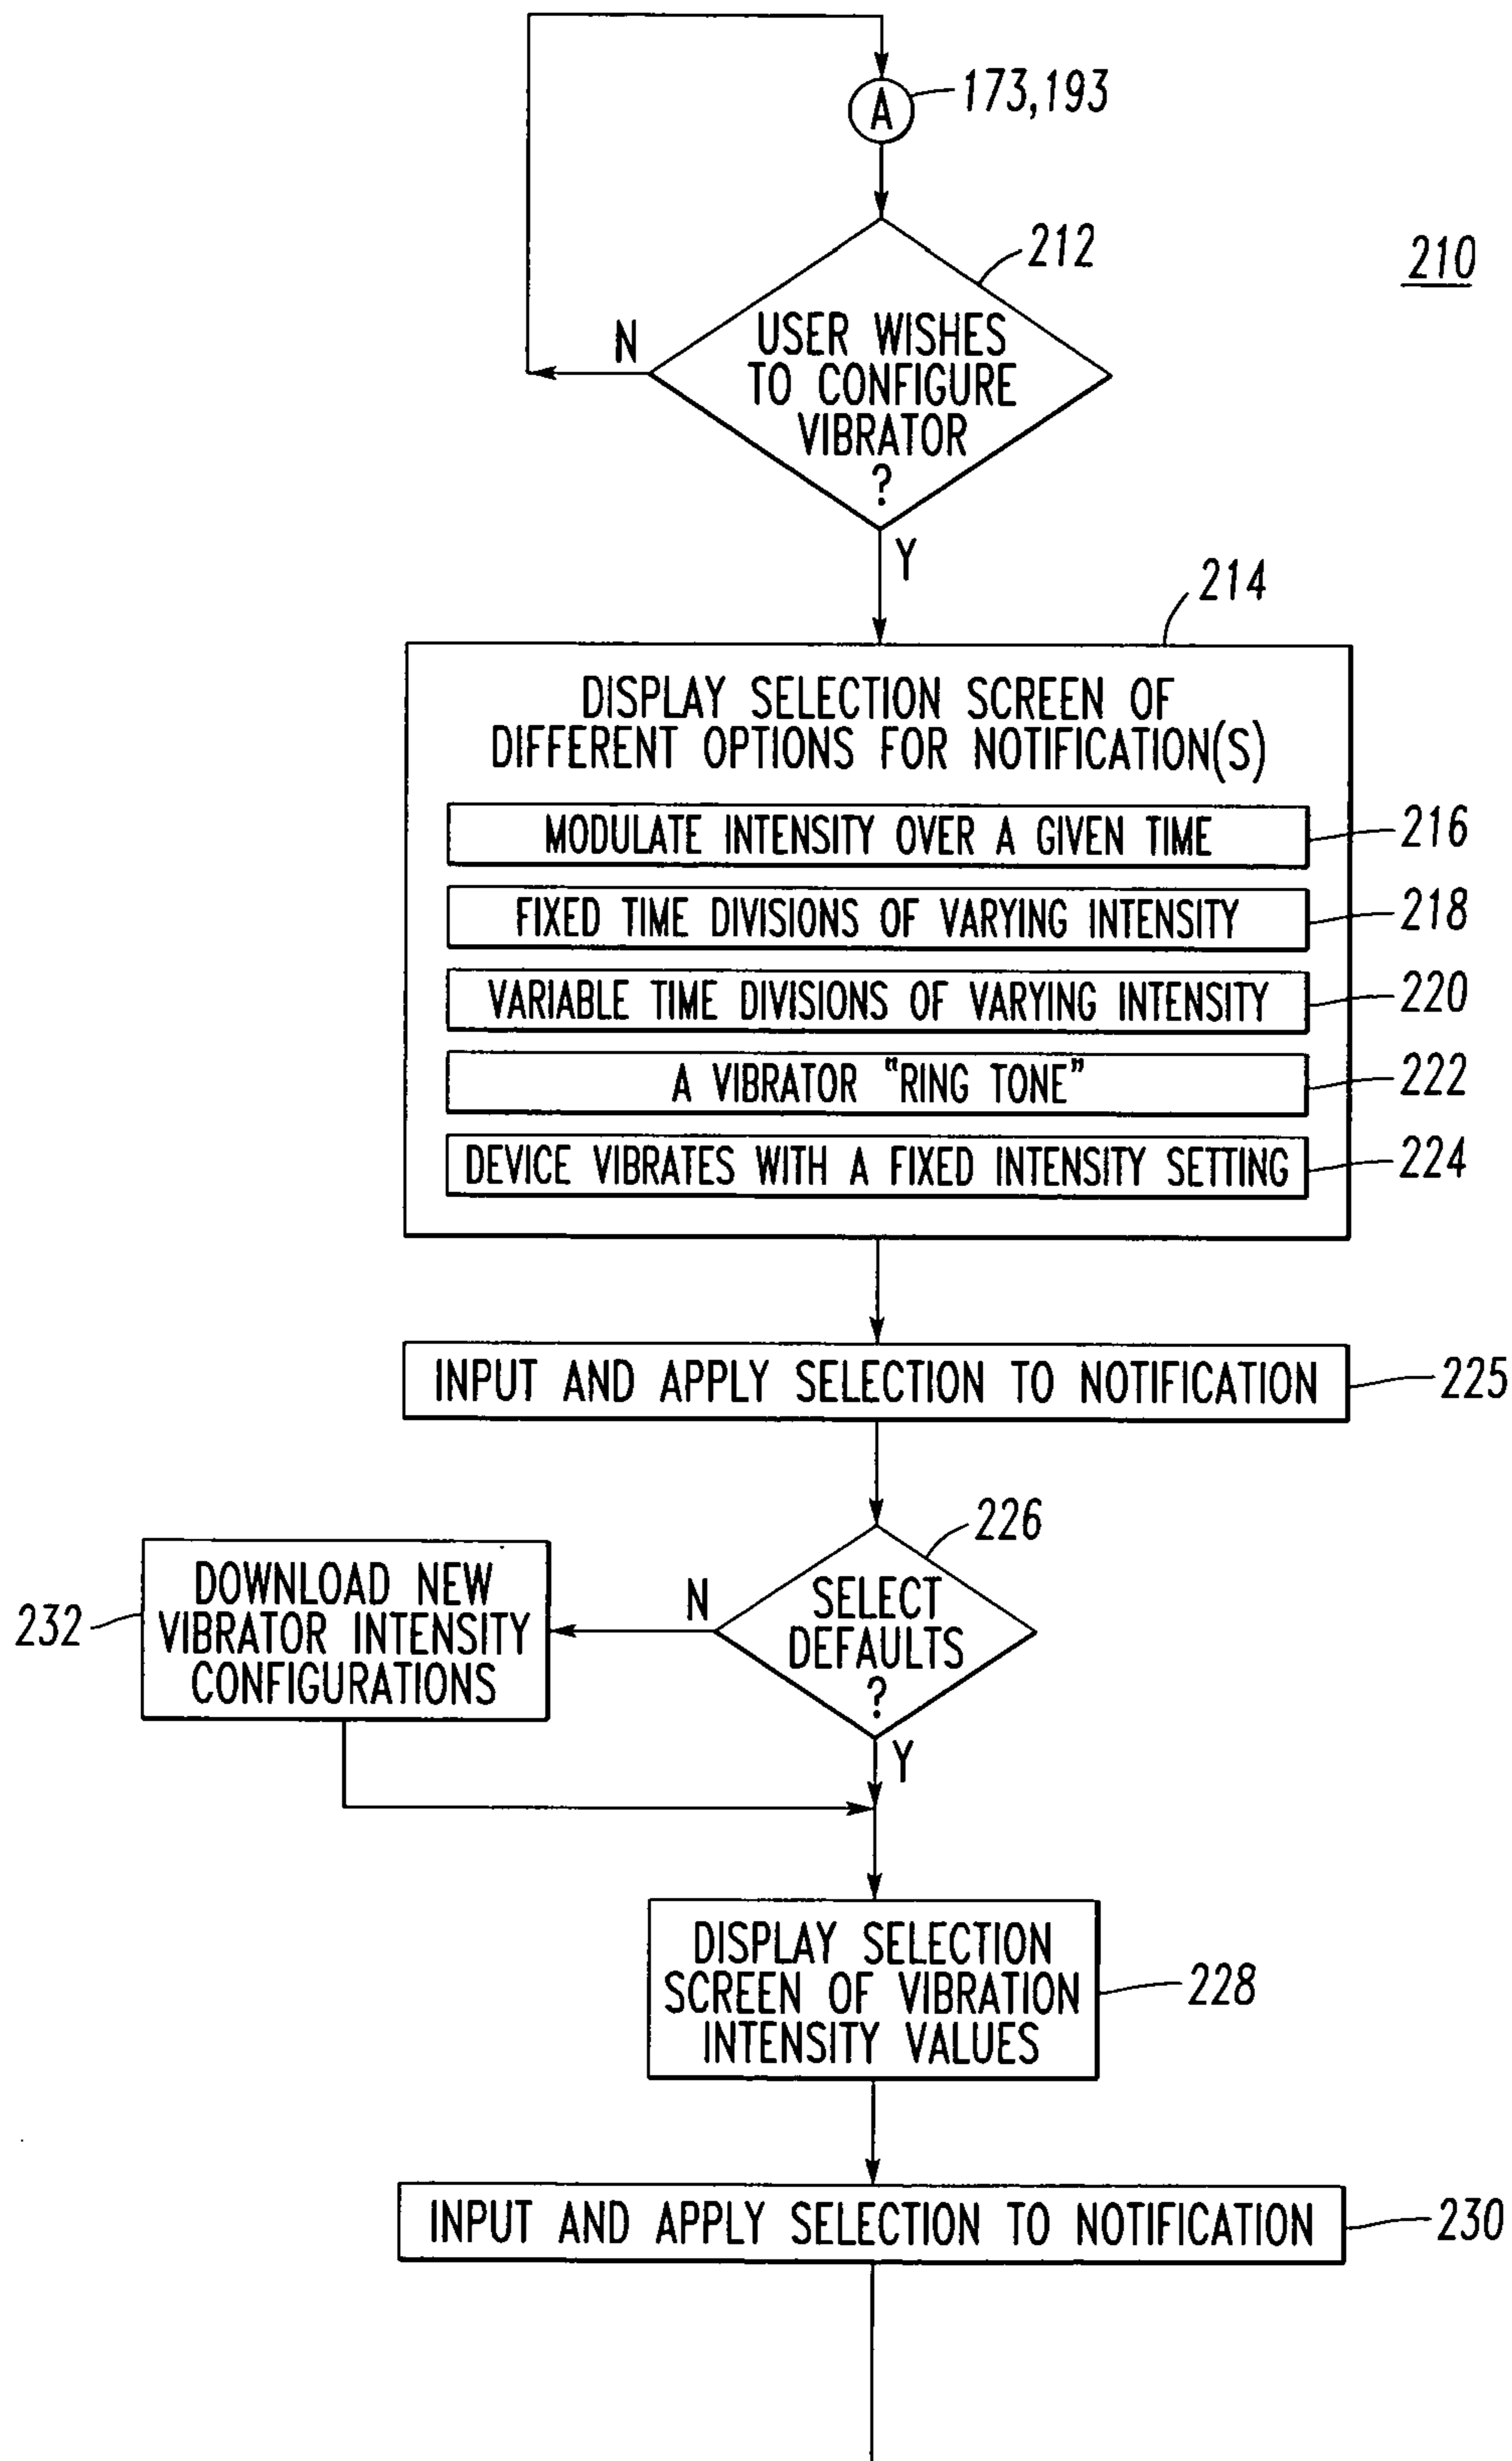 A
173,193
212
210
USER WISHES
TO CONFIGURE
VIBRATOR
?
N
Y
214
DISPLAY SELECTION SCREEN OF
DIFFERENT OPTIONS FOR NOTIFICATION(S)
MODULATE INTENSITY OVER A GIVEN TIME
216
FIXED TIME DIVISIONS OF VARYING INTENSITY
218
VARIABLE TIME DIVISIONS OF VARYING INTENSITY
220
A VIBRATOR "RING TONE"
222
DEVICE VIBRATES WITH A FIXED INTENSITY SETTING
224
INPUT AND APPLY SELECTION TO NOTIFICATION
225
226
SELECT
DEFAULTS
?
N
Y
232
DOWNLOAD NEW
VIBRATOR INTENSITY
CONFIGURATIONS
DISPLAY SELECTION
SCREEN OF VIBRATION
INTENSITY VALUES
228
INPUT AND APPLY SELECTION TO NOTIFICATION
230